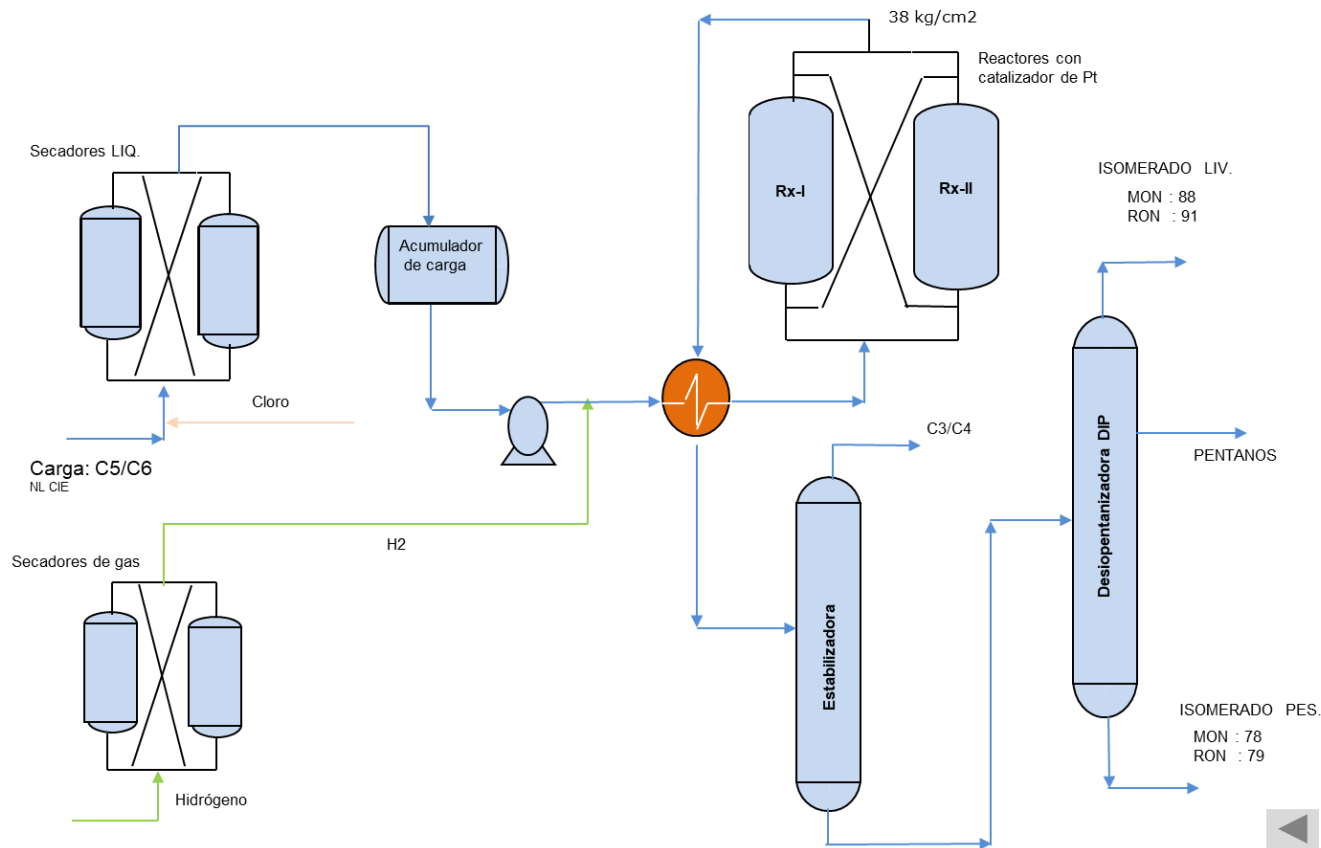 38 kg/cm2
Reactores con
catalizador de Pt
Secadores LIQ.
ISOMERADO LIV.
MON : 88
RON : 91
Rx-I
Rx-II
Acumulador
de carga
Cloro
Carga: C5/C6
NL CIE
C3/C4
Desiopentanizadora DIP
PENTANOS
H2
Secadores de gas
Estabilizadora
ISOMERADO PES.
MON : 78
RON : 79
Hidrógeno